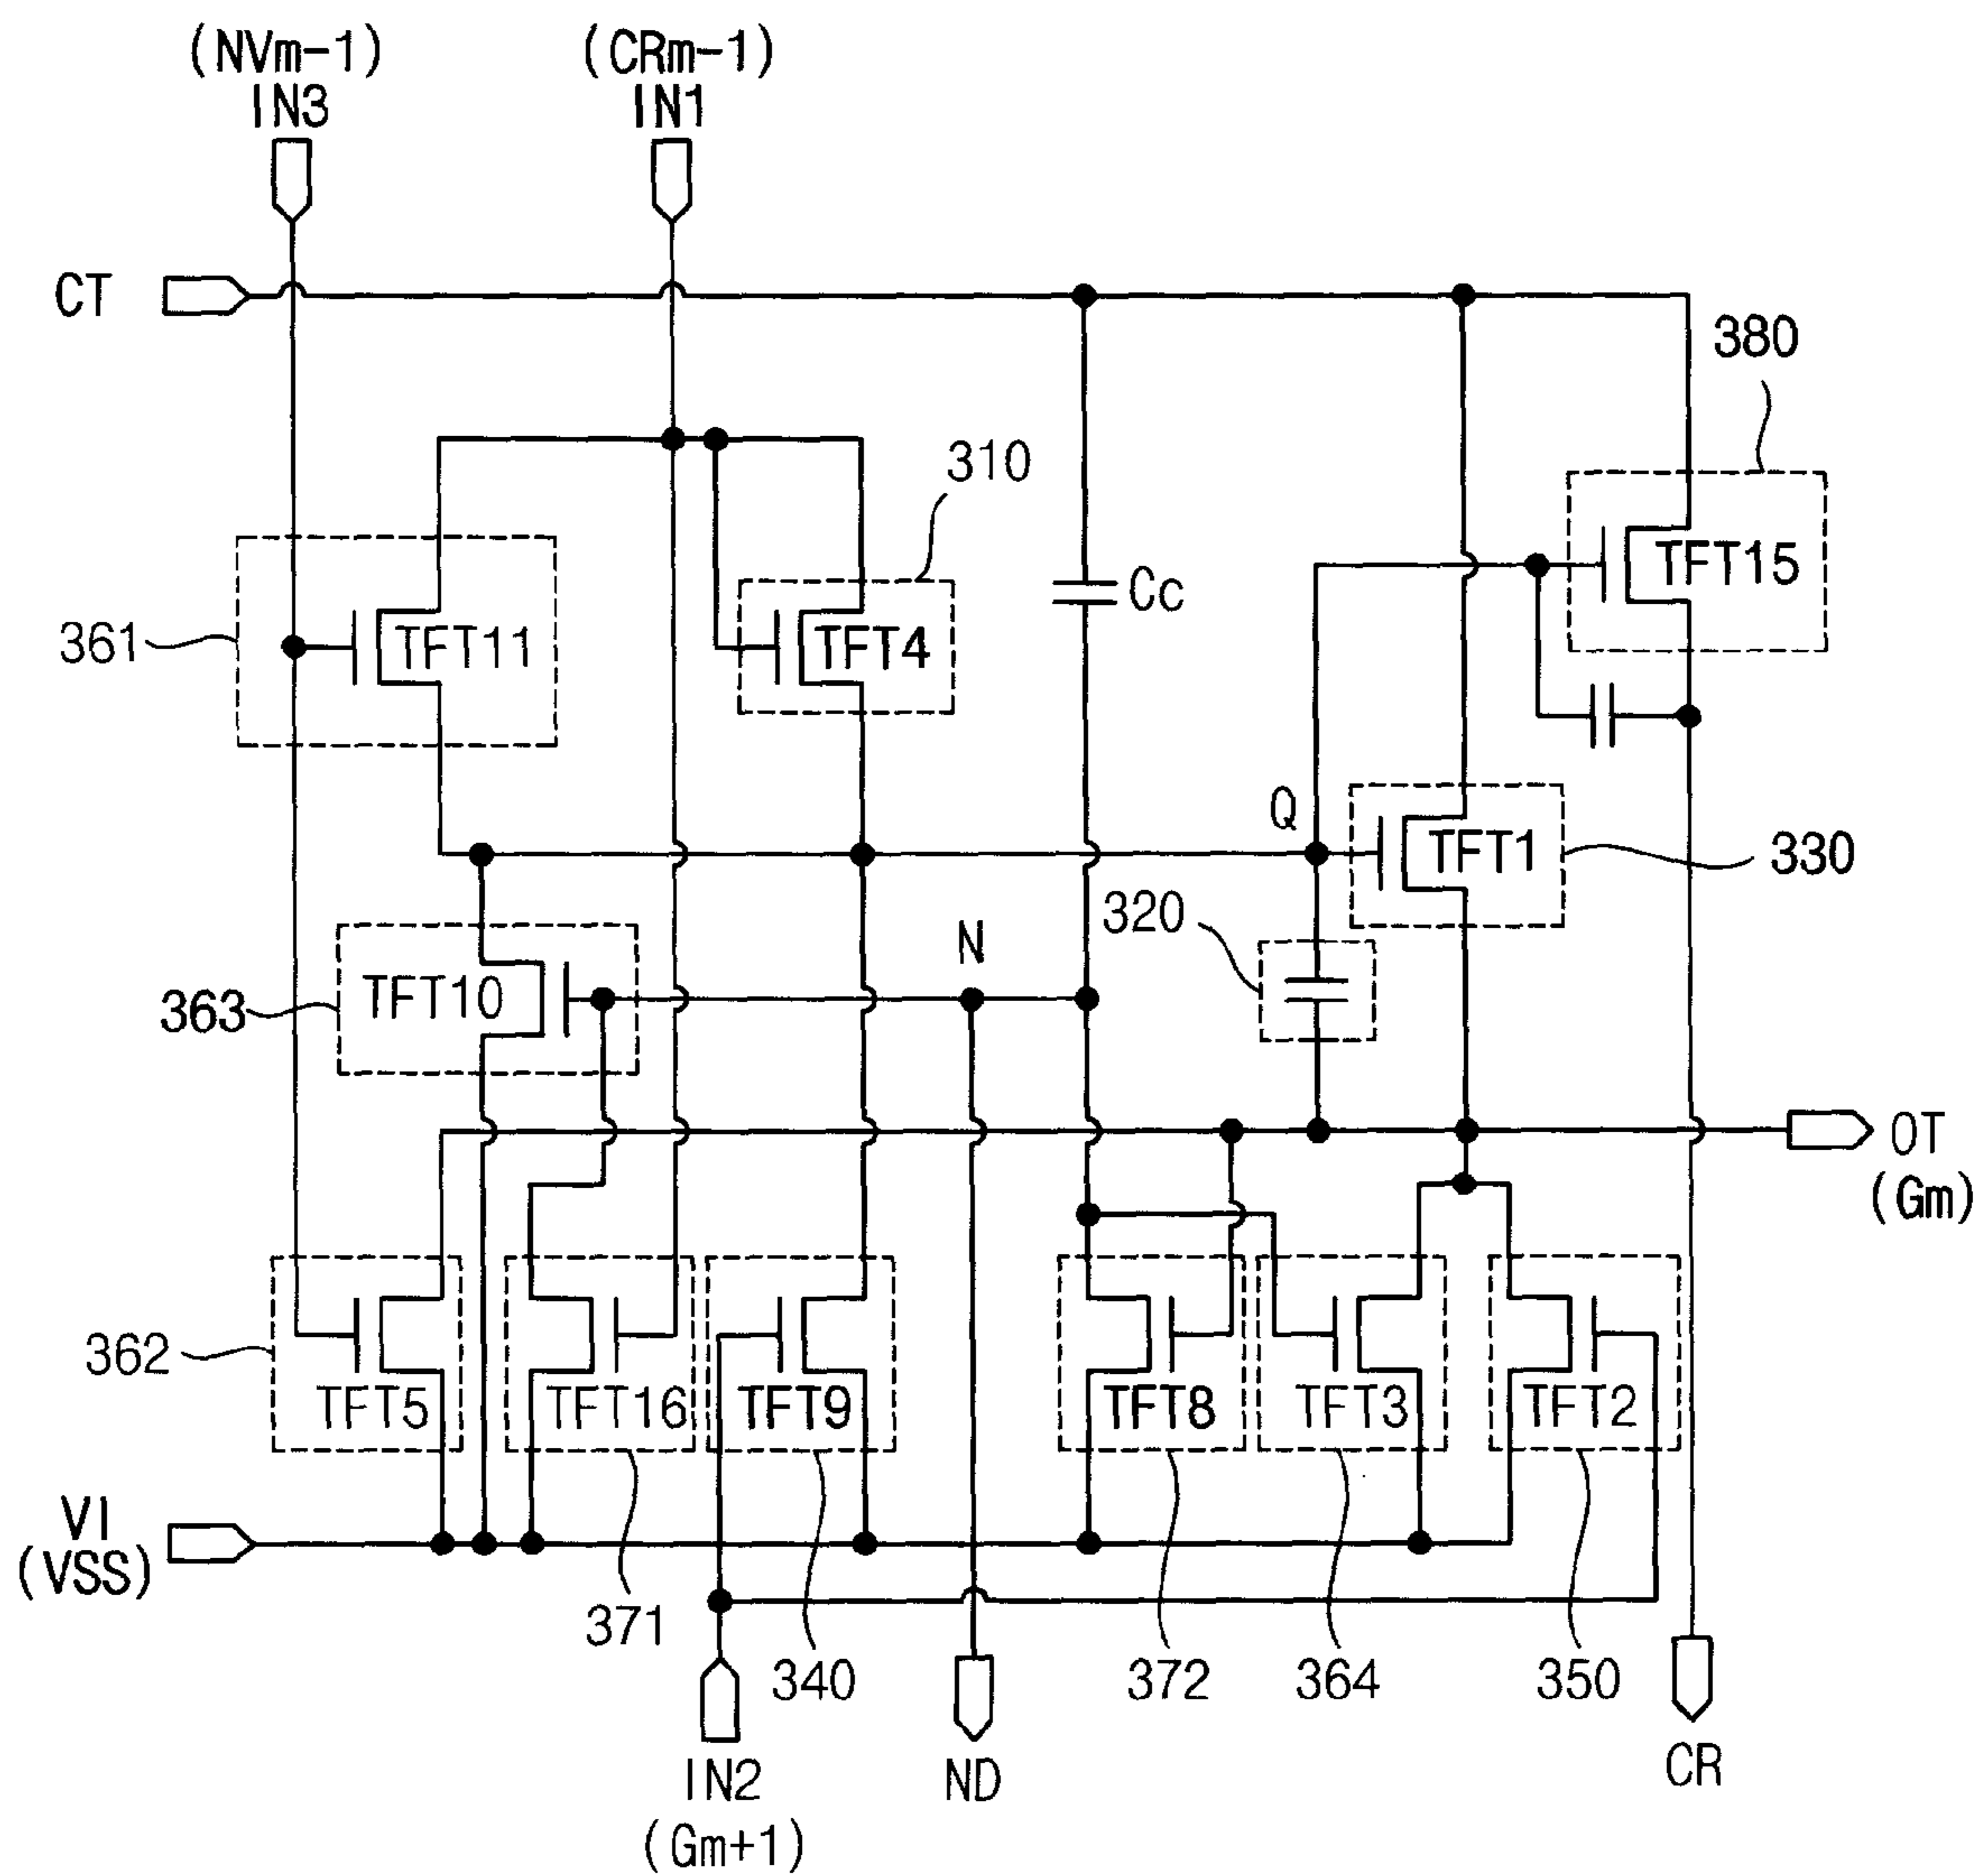 (NVm-1) (CRm-1)
IN3 IN1
CT
380
310
Cc
TFT15
361
TFT11 TFT4
Q
TFT1
330
320
N
TFT10
363
OT
(Gm)
362
TFT5 TFT16 TFT9 TFT8 TFT3 TFT2
VI
(VSS)
371
340 372 364 350
IN2 ND CR
(Gm+1)